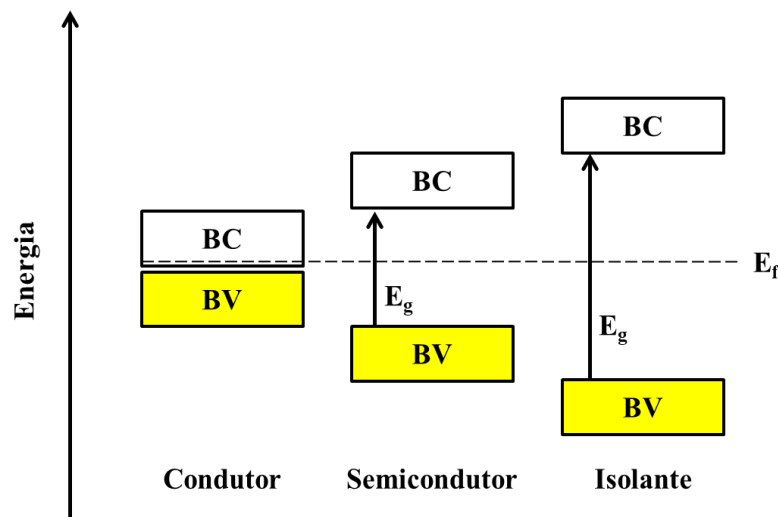 Energia
BC
BC
BC
E_f
BV
E_g
BV
E_g
BV
Condutor Semicondutor Isolante